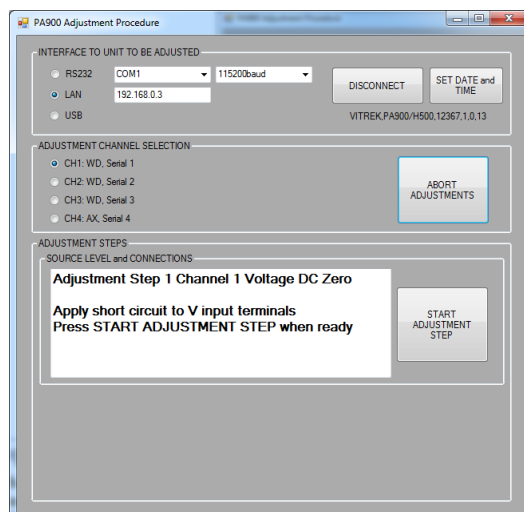 PA900 Adjustment Procedure
INTERFACE TO UNIT TO BE ADJUSTED
RS232 COM1 115200baud
LAN 192.168.0.3
USB
DISCONNECT
SET DATE and
TIME
VITREK,PA900/H500,12367,1.0,13
ADJUSTMENT CHANNEL SELECTION
CH1: WD, Serial 1
CH2: WD, Serial 2
CH3: WD, Serial 3
CH4: AX, Serial 4
ABORT
ADJUSTMENTS
ADJUSTMENT STEPS
SOURCE LEVEL and CONNECTIONS
Adjustment Step 1 Channel 1 Voltage DC Zero
Apply short circuit to V input terminals
Press START ADJUSTMENT STEP when ready
START
ADJUSTMENT
STEP